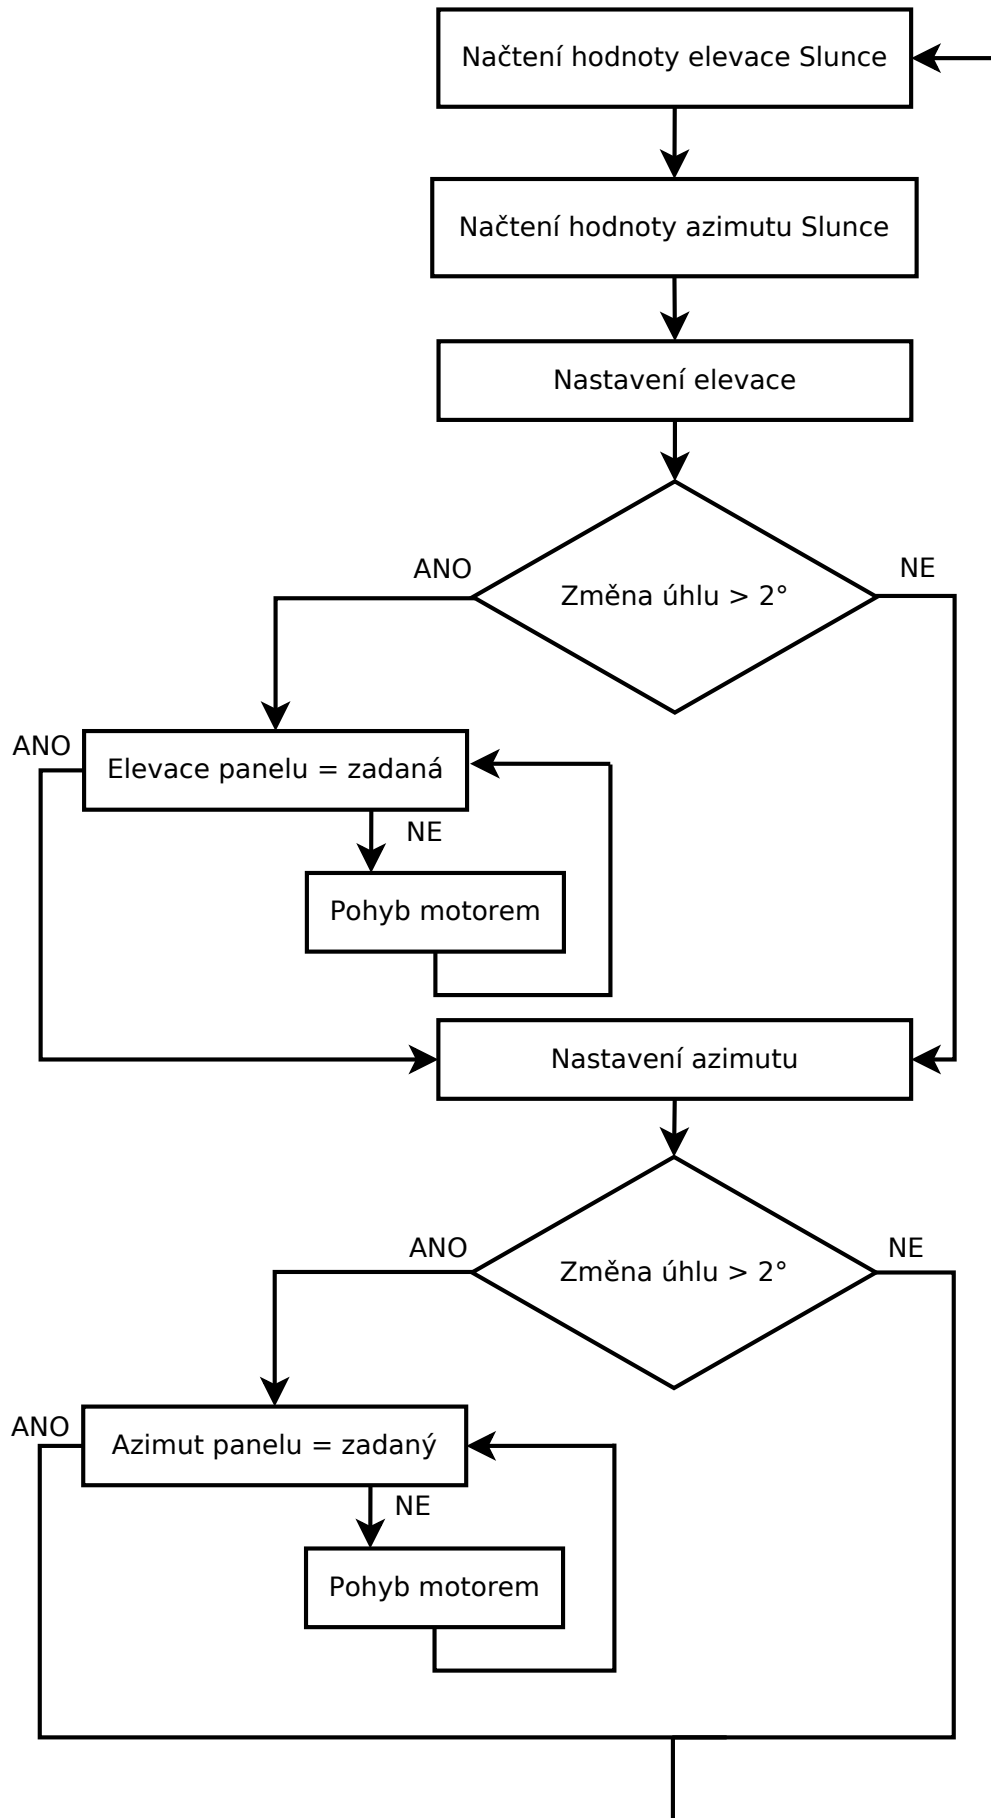 Načtení hodnoty elevace Slunce
Načtení hodnoty azimutu Slunce
Nastavení elevace
ANO
NE
Změna úhlu > 2°
ANO
Elevace panelu = zadaná
NE
Pohyb motorem
Nastavení azimutu
ANO
NE
Změna úhlu > 2°
ANO
Azimut panelu = zadaný
NE
Pohyb motorem